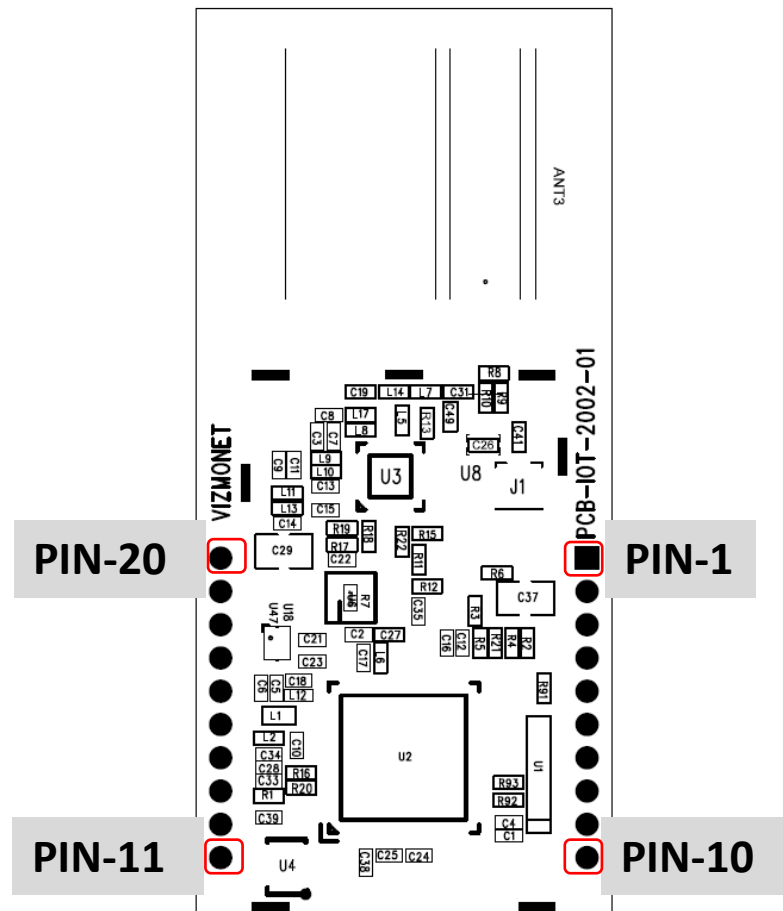 ANT3
R8
C19
L14
L7
C31
R10
R9
PCB-IOT-2002-01
C8
L17
L5
R13
C49
C3
C7
L8
C26
C41
VIZMONET
C9
C11
L9
L10
C13
U3
U8
J1
L11
L13
C15
C14
R19
R18
R22
R15
PIN-20
C29
R17
C22
R11
PIN-1
R6
R12
U6
R7
C35
C37
R3
U47
U18
C21
C2
C27
C16
C12
R5
R21
R4
R2
C23
C17
L6
C6
C5
C18
L12
R91
L1
L2
C10
C34
C28
C33
R16
R1
R20
U2
U1
R93
R92
C39
C4
C1
PIN-11
U4
C38
C25
C24
PIN-10